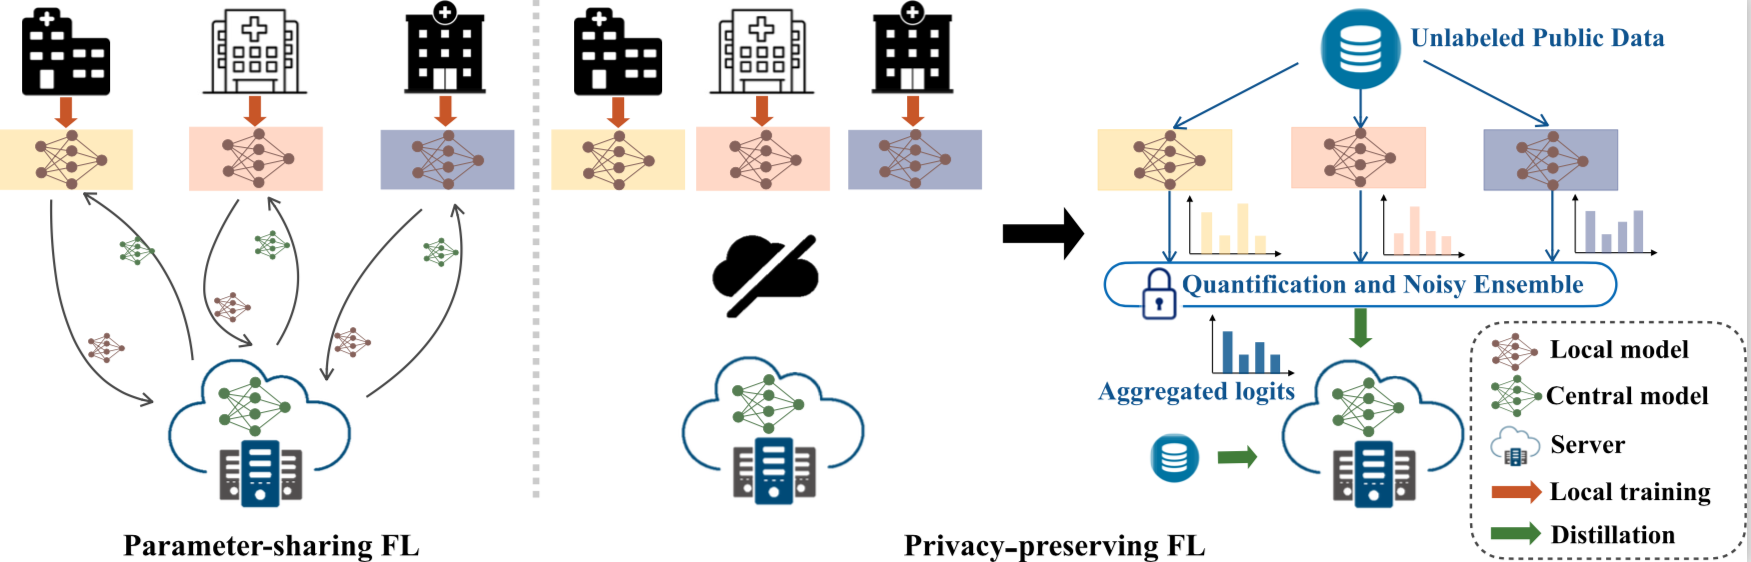 Unlabeled Public Data
Quantification and Noisy Ensemble
Aggregated logits
Local model
Central model
Server
Local training
Distillation
Parameter-sharing FL
Privacy-preserving FL